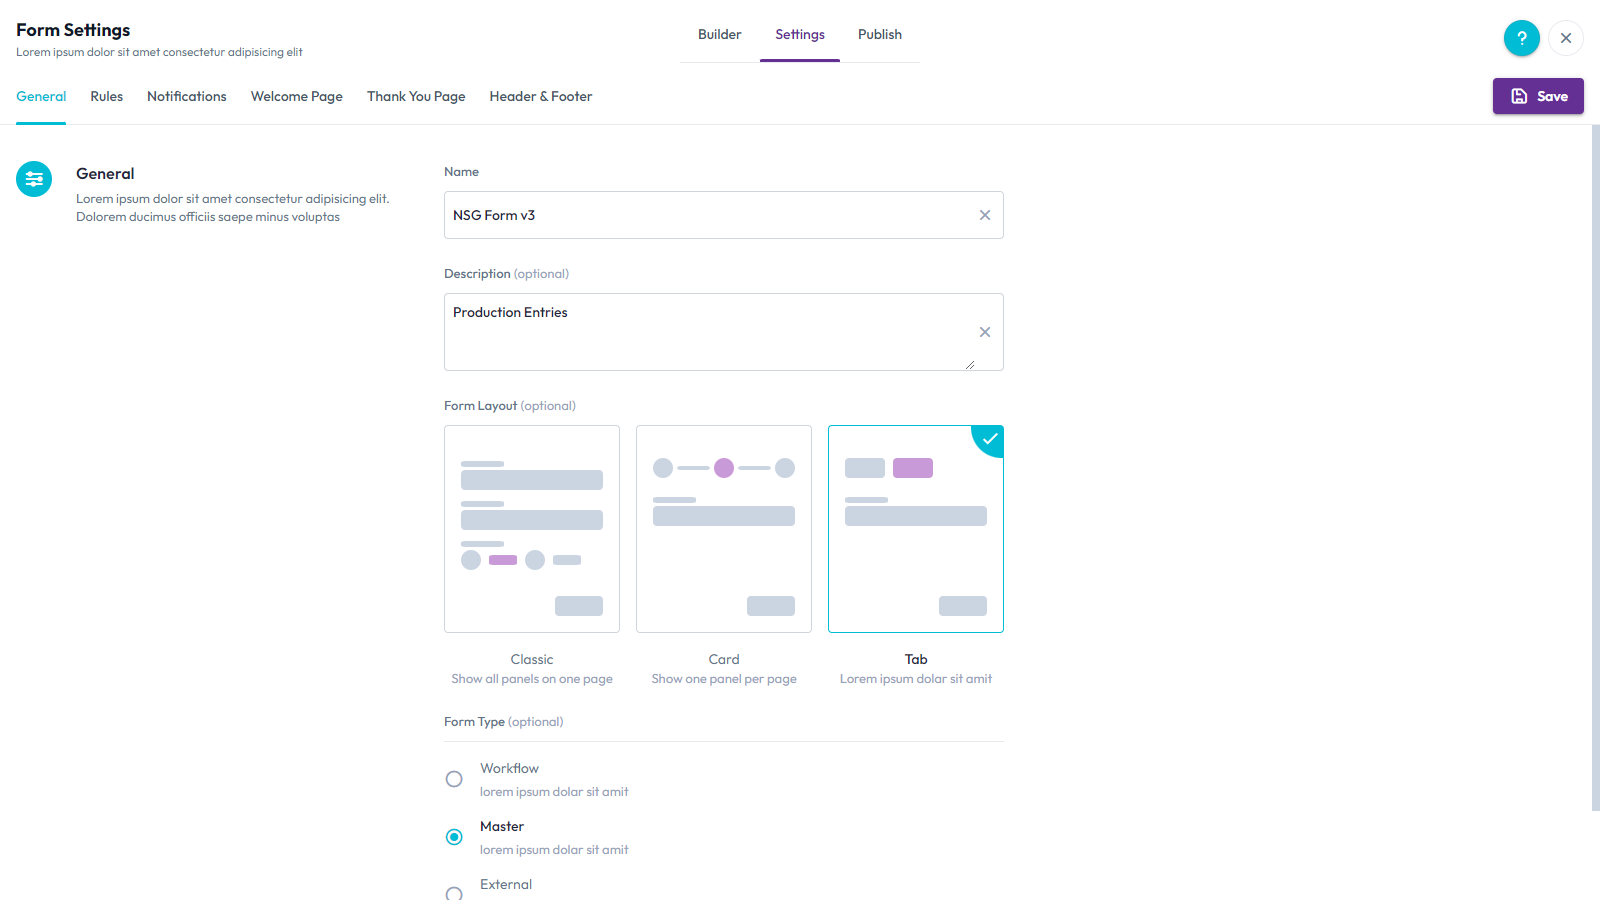 Form Settings
Lorem ipsum dolor sit amet consectetur adipisicing elit
Builder
Settings
Publish
?
General
Rules
Notifications
Welcome Page
Thank You Page
Header & Footer
Save
General
Lorem ipsum dolor sit amet consectetur adipisicing elit.
Dolorem ducimus officiis saepe minus voluptas
Name
NSG Form v3
Description (optional)
Production Entries
Form Layout (optional)
Classic
Show all panels on one page
Card
Show one panel per page
Tab
Lorem ipsum dolar sit amit
Form Type (optional)
Workflow
lorem ipsum dolar sit amit
Master
lorem ipsum dolar sit amit
External